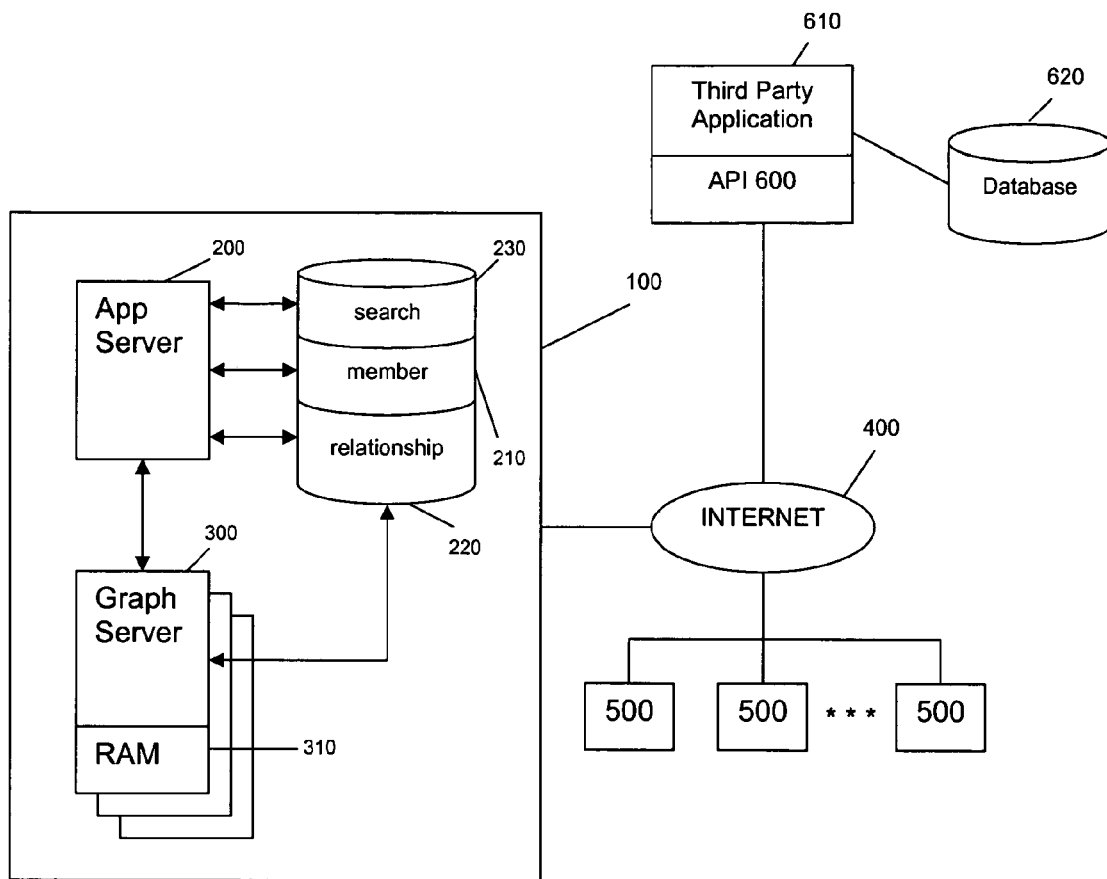 610
Third Party
Application
API 600
620
Database
200
App
Server
230
search
member
relationship
210
220
100
400
INTERNET
300
Graph
Server
RAM
310
500
500
* * *
500